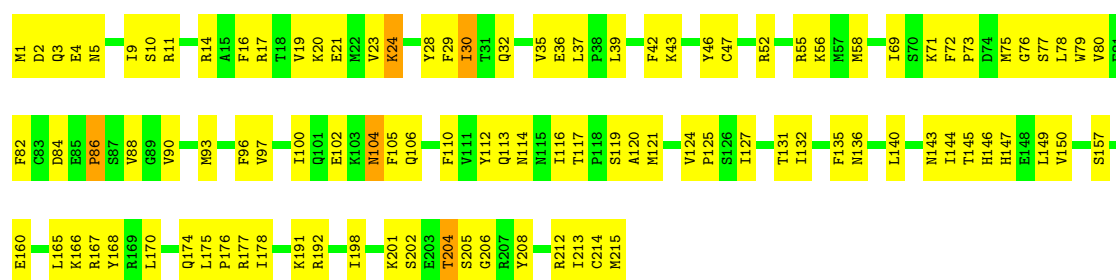 M1 D2 Q3 E4 N5 I9 S10 R11 R14 A15 F16 R17 T18 V19 K20 E21 M22 V23 K24 Y28 F29 I30 T31 Q32 V35 E36 L37 P38 L39 F42 K43 Y46 C47 R52 R55 K56 M57 M58 I69 S70 K71 F72 P73 D74 M75 G76 S77 L78 W79 V80
F82 C83 D84 E85 P86 S87 V88 G89 V90 M93 F96 V97 I100 Q101 E102 K103 N104 F105 Q106 F110 V111 Y112 Q113 N114 N115 I116 T117 P118 S119 A120 M121 V124 P125 S126 I127 T131 I132 F135 N136 L140 N143 I144 T145 H146 H147 E148 L149 V150 S157
E160 L165 K166 R167 Y168 R169 L170 Q174 L175 P176 R177 I178 K191 R192 I198 K201 S202 E203 T204 S205 G206 R207 Y208 R212 I213 C214 M215